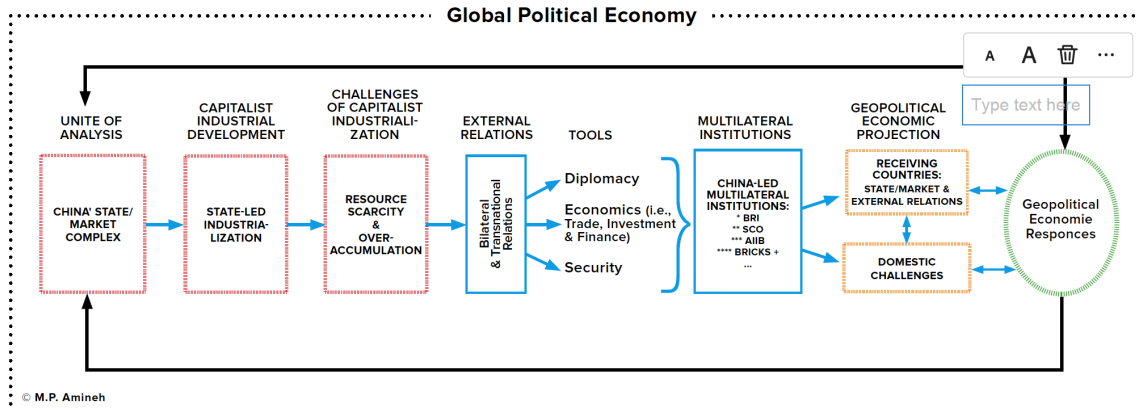 Global Political Economy
A A ...
Type text here
UNITE OF
ANALYSIS
CAPITALIST
INDUSTRIAL
DEVELOPMENT
CHALLENGES
OF CAPITALIST
INDUSTRIALI-
ZATION
EXTERNAL
RELATIONS
TOOLS
MULTILATERAL
INSTITUTIONS
GEOPOLITICAL
ECONOMIC
PROJECTION
CHINA' STATE/
MARKET
COMPLEX
STATE-LED
INDUSTRIA-
LIZATION
RESOURCE
SCARCITY
&
OVER-
ACCUMULATION
Bilateral
& Transnational
Relations
Diplomacy
Economics (i.e.,
Trade, Investment
& Finance)
Security
CHINA-LED
MULTILATERAL
INSTITUTIONS:
* BRI
** SCO
*** AIIB
**** BRICKS +
...
RECEIVING
COUNTRIES:
STATE/MARKET &
EXTERNAL RELATIONS
DOMESTIC
CHALLENGES
Geopolitical
Economie
Responces
© M.P. Amineh